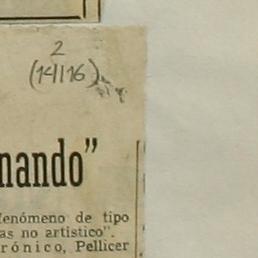 2
(14/116)
nando"
fenómeno de tipo
as no artístico".
rónico, Pellicer